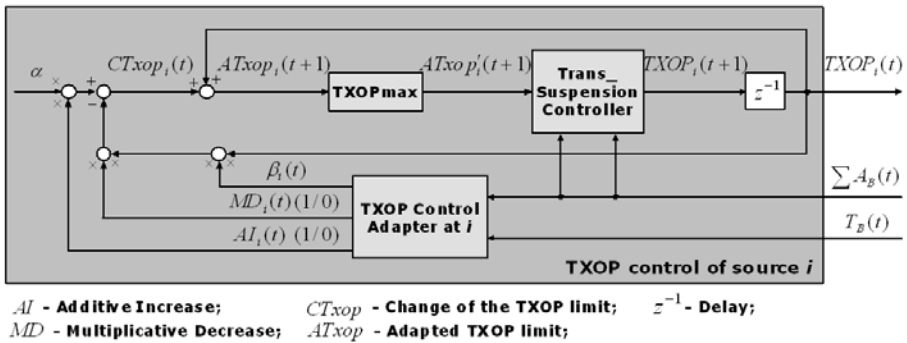 α CTxop_i(t) ATxop_i(t+1) ATxop'_i(t+1) TXOP_i(t+1) TXOP_i(t)
× × + − + +
TXOPmax
Trans_
Suspension
Controller
z⁻¹
× × × ×
β_i(t)
MD_i(t) (1/0)
AI_i(t) (1/0)
TXOP Control
Adapter at i
∑ A_B(t)
T_B(t)
TXOP control of source i
AI - Additive Increase; CTxop - Change of the TXOP limit; z⁻¹ - Delay;
MD - Multiplicative Decrease; ATxop - Adapted TXOP limit;